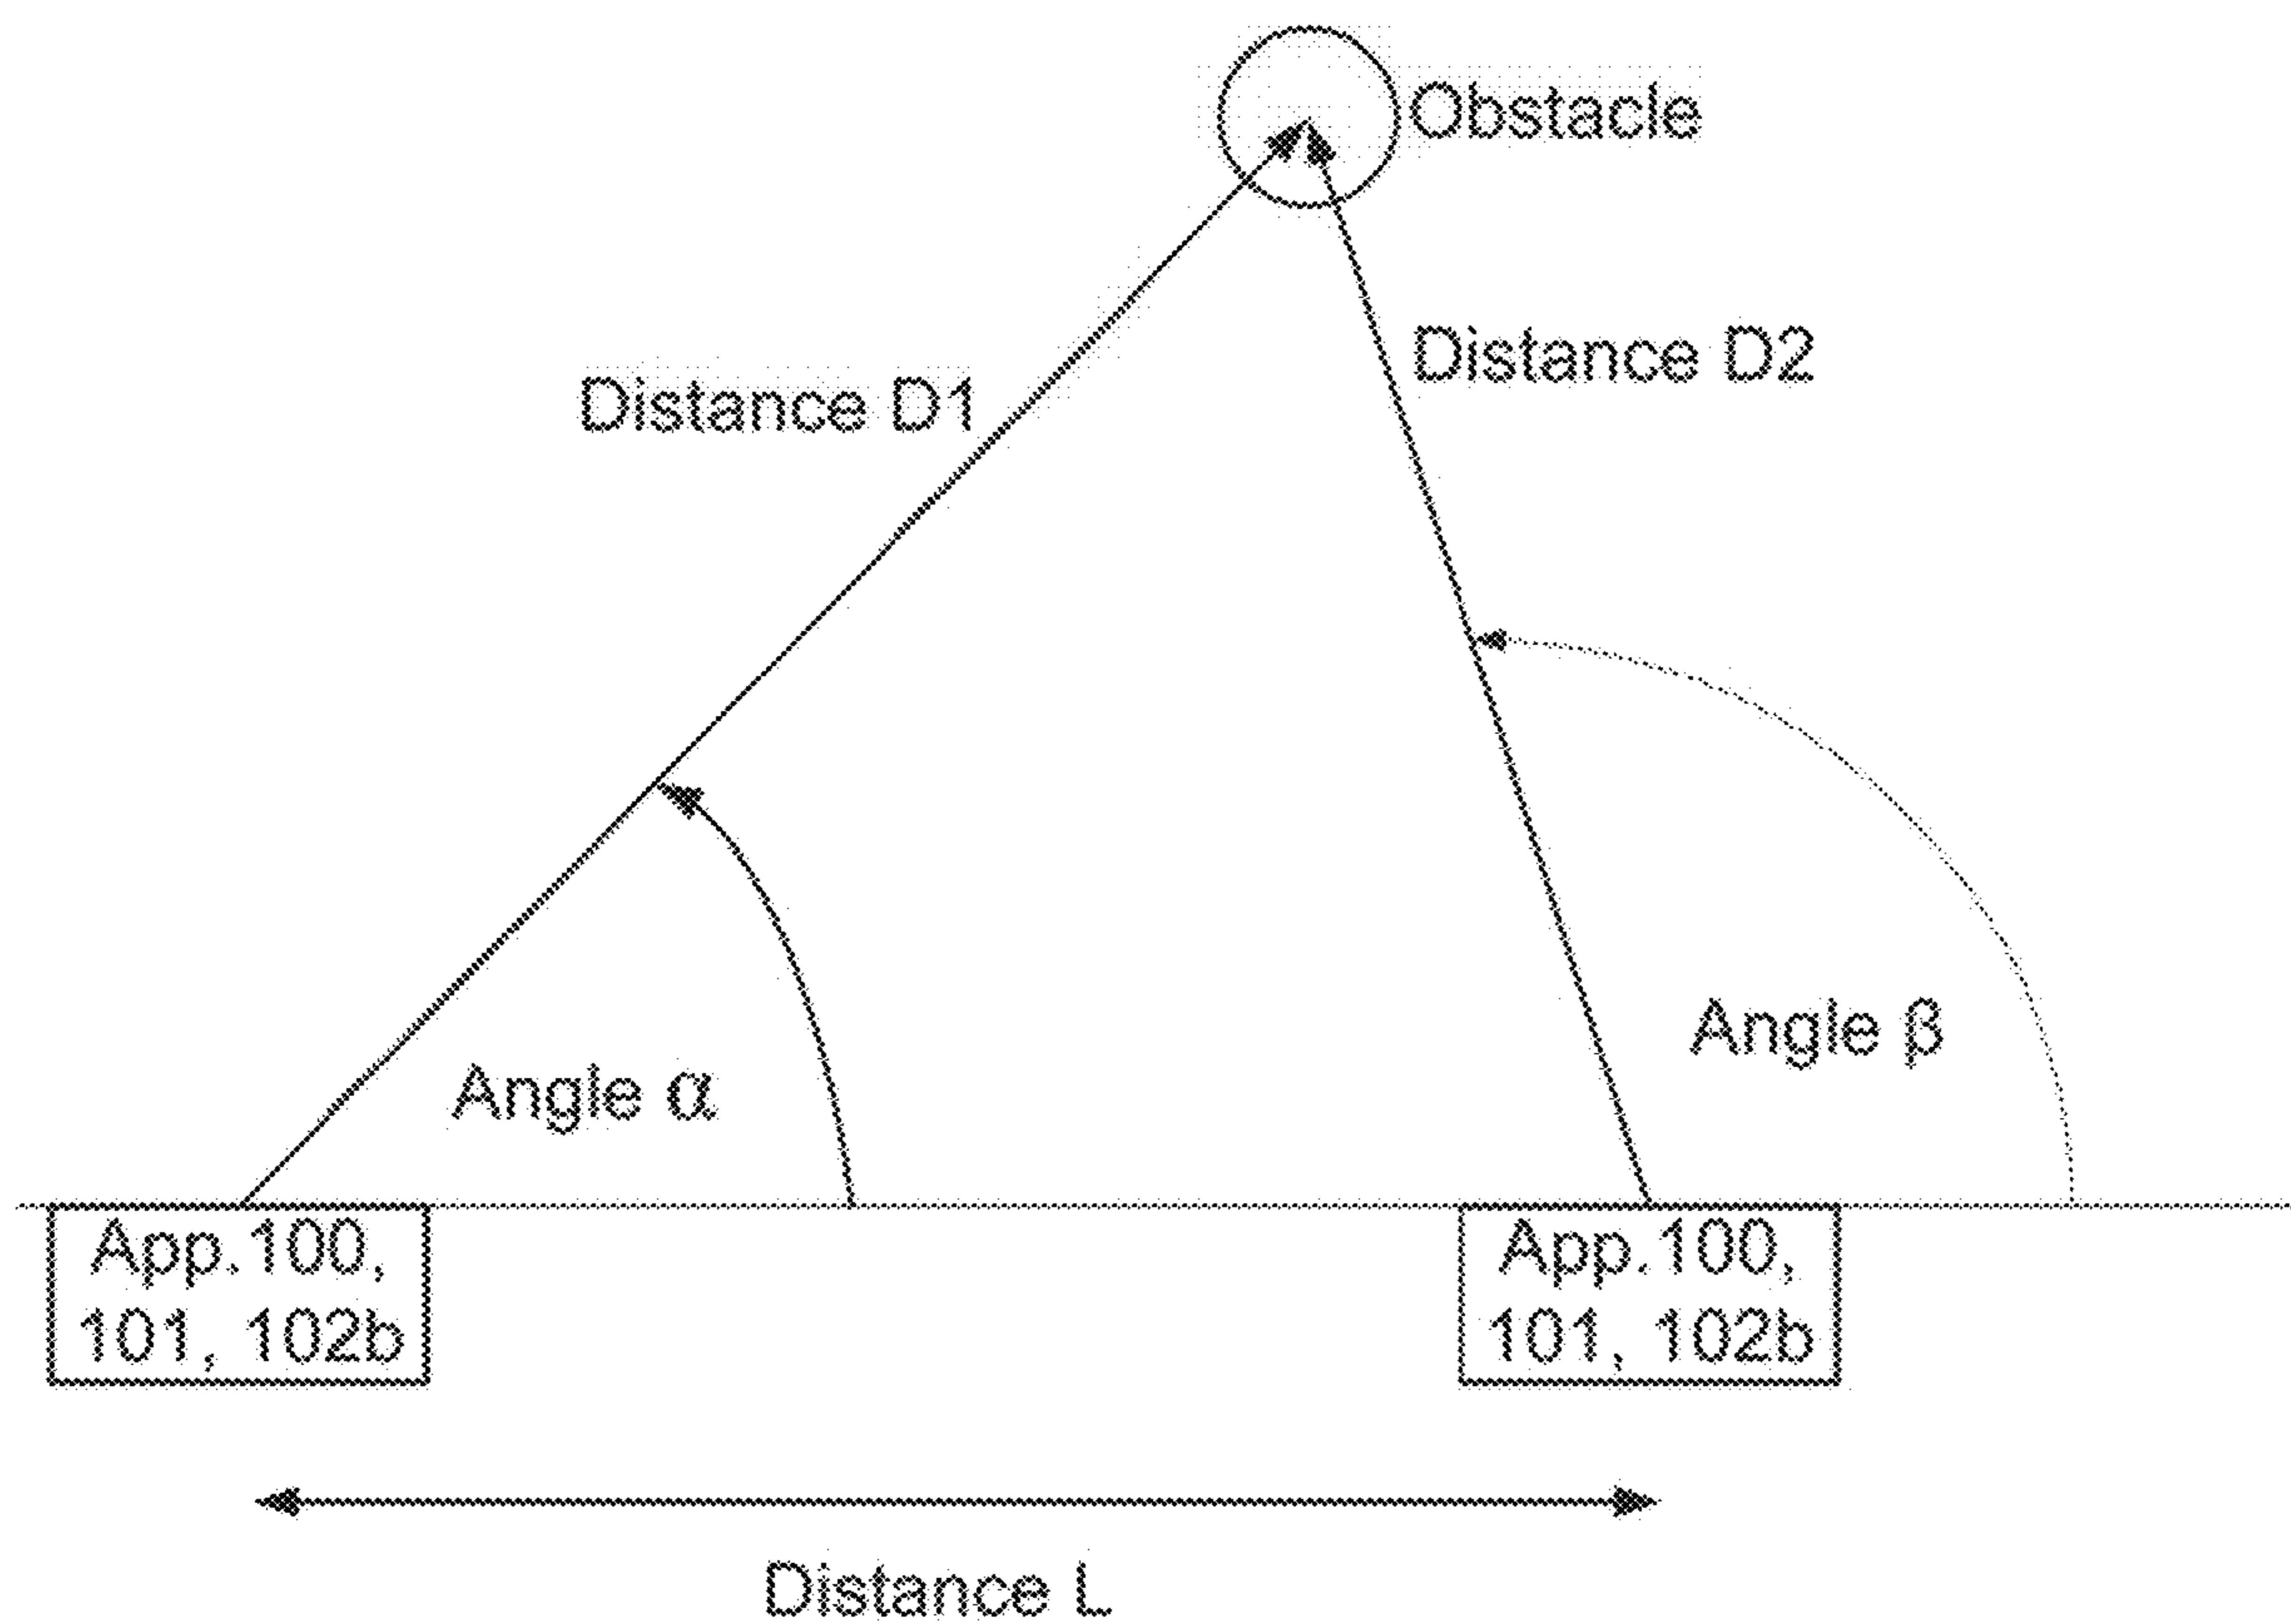 Obstacle
Distance D2
Distance D1
Angle β
Angle α
App.100,
101, 102b
App.100,
101, 102b
Distance L